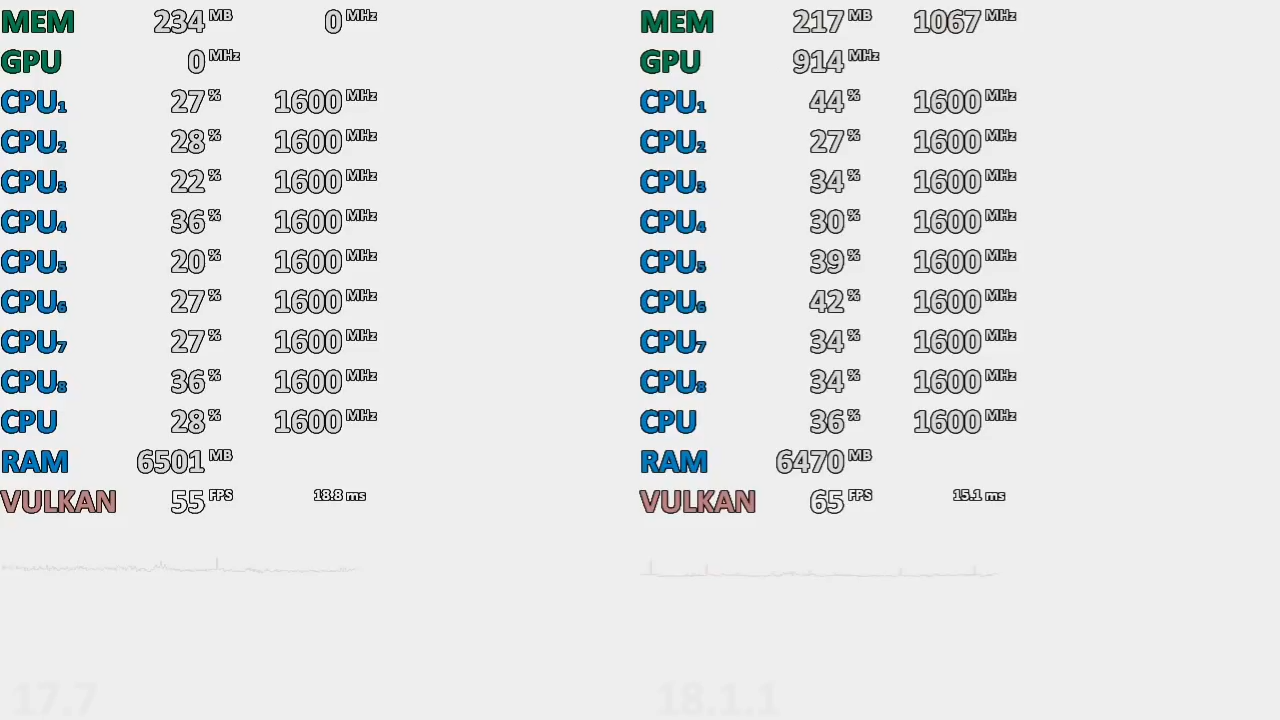 MEM 234 MB 0 MHz
GPU 0 MHz
CPU1 27 % 1600 MHz
CPU2 28 % 1600 MHz
CPU3 22 % 1600 MHz
CPU4 36 % 1600 MHz
CPU5 20 % 1600 MHz
CPU6 27 % 1600 MHz
CPU7 27 % 1600 MHz
CPU8 36 % 1600 MHz
CPU 28 % 1600 MHz
RAM 6501 MB
VULKAN 55 FPS 18.8 ms
17.7
MEM 217 MB 1067 MHz
GPU 914 MHz
CPU1 44 % 1600 MHz
CPU2 27 % 1600 MHz
CPU3 34 % 1600 MHz
CPU4 30 % 1600 MHz
CPU5 39 % 1600 MHz
CPU6 42 % 1600 MHz
CPU7 34 % 1600 MHz
CPU8 34 % 1600 MHz
CPU 36 % 1600 MHz
RAM 6470 MB
VULKAN 65 FPS 15.1 ms
18.1.1